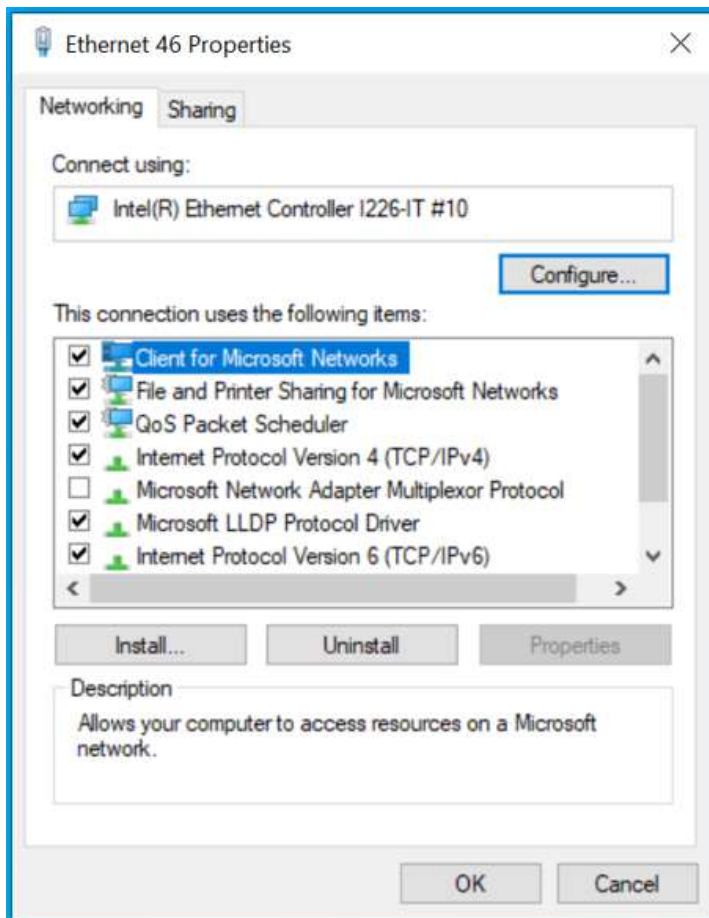 Ethernet 46 Properties
Networking
Sharing
Connect using:
Intel(R) Ethernet Controller I226-IT #10
Configure...
This connection uses the following items:
Client for Microsoft Networks
File and Printer Sharing for Microsoft Networks
QoS Packet Scheduler
Internet Protocol Version 4 (TCP/IPv4)
Microsoft Network Adapter Multiplexor Protocol
Microsoft LLDP Protocol Driver
Internet Protocol Version 6 (TCP/IPv6)
Install...
Uninstall
Properties
Description
Allows your computer to access resources on a Microsoft
network.
OK
Cancel